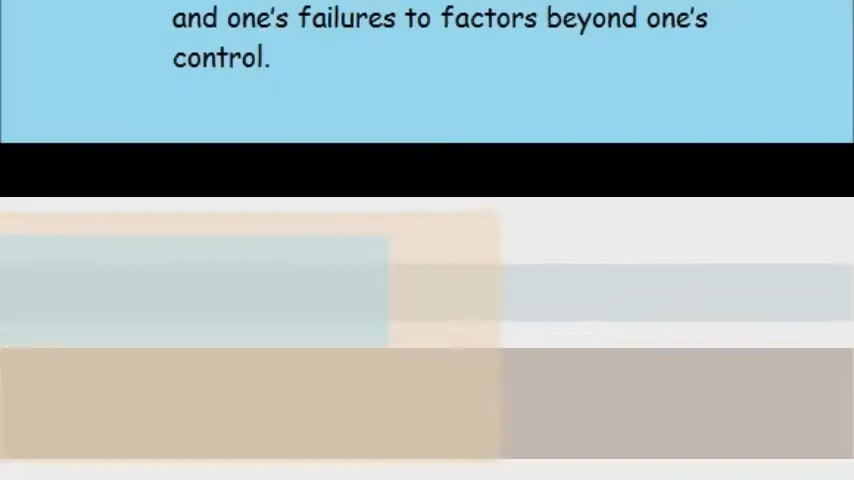 and one's failures to factors beyond one's
control.